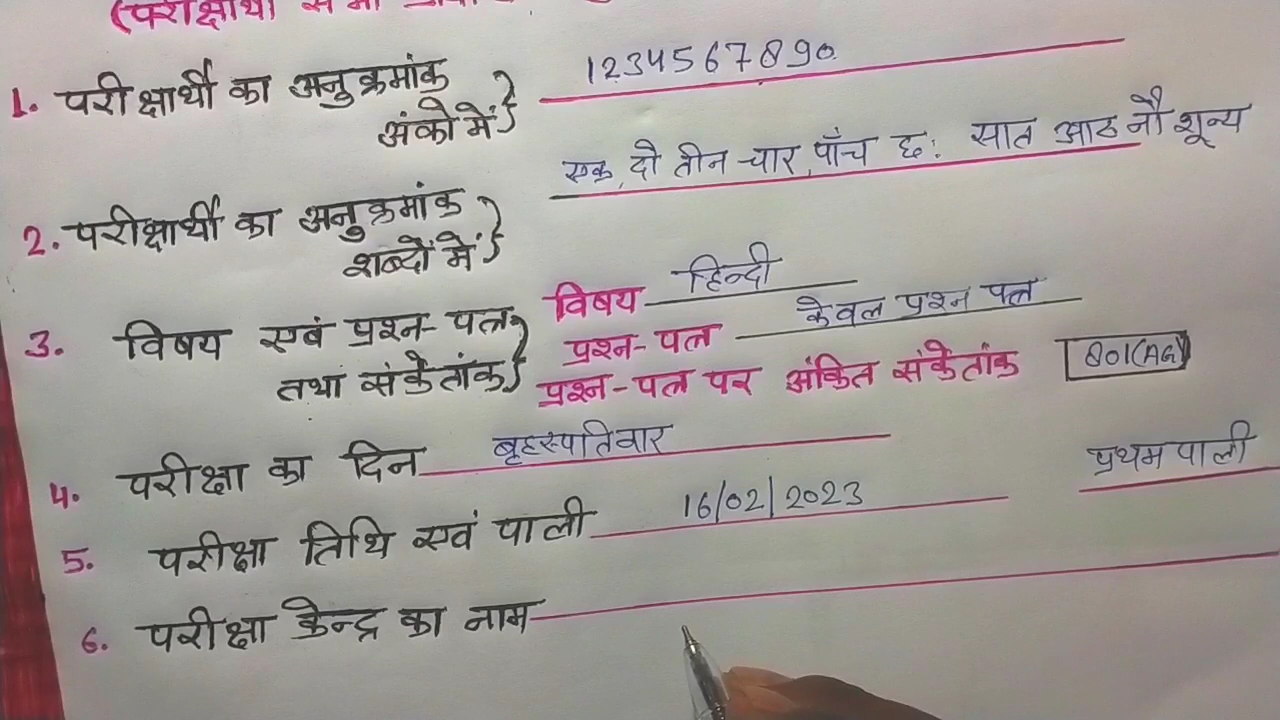 (परीक्षार्थी
1. परीक्षार्थी का अनुक्रमांक
अंको में } 1234567890
2. परीक्षार्थी का अनुक्रमांक
शब्दों में } एक, दो तीन चार, पाँच छः सात आठ नौ शून्य
3. विषय एवं प्रश्न-पत्र
तथा संकेतांक }
विषय हिन्दी
प्रश्न-पत्र केवल प्रश्न पत्र
प्रश्न-पत्र पर अंकित संकेतांक 801(AG)
4. परीक्षा का दिन बृहस्पतिवार
5. परीक्षा तिथि एवं पाली 16/02/2023 प्रथम पाली
6. परीक्षा केन्द्र का नाम